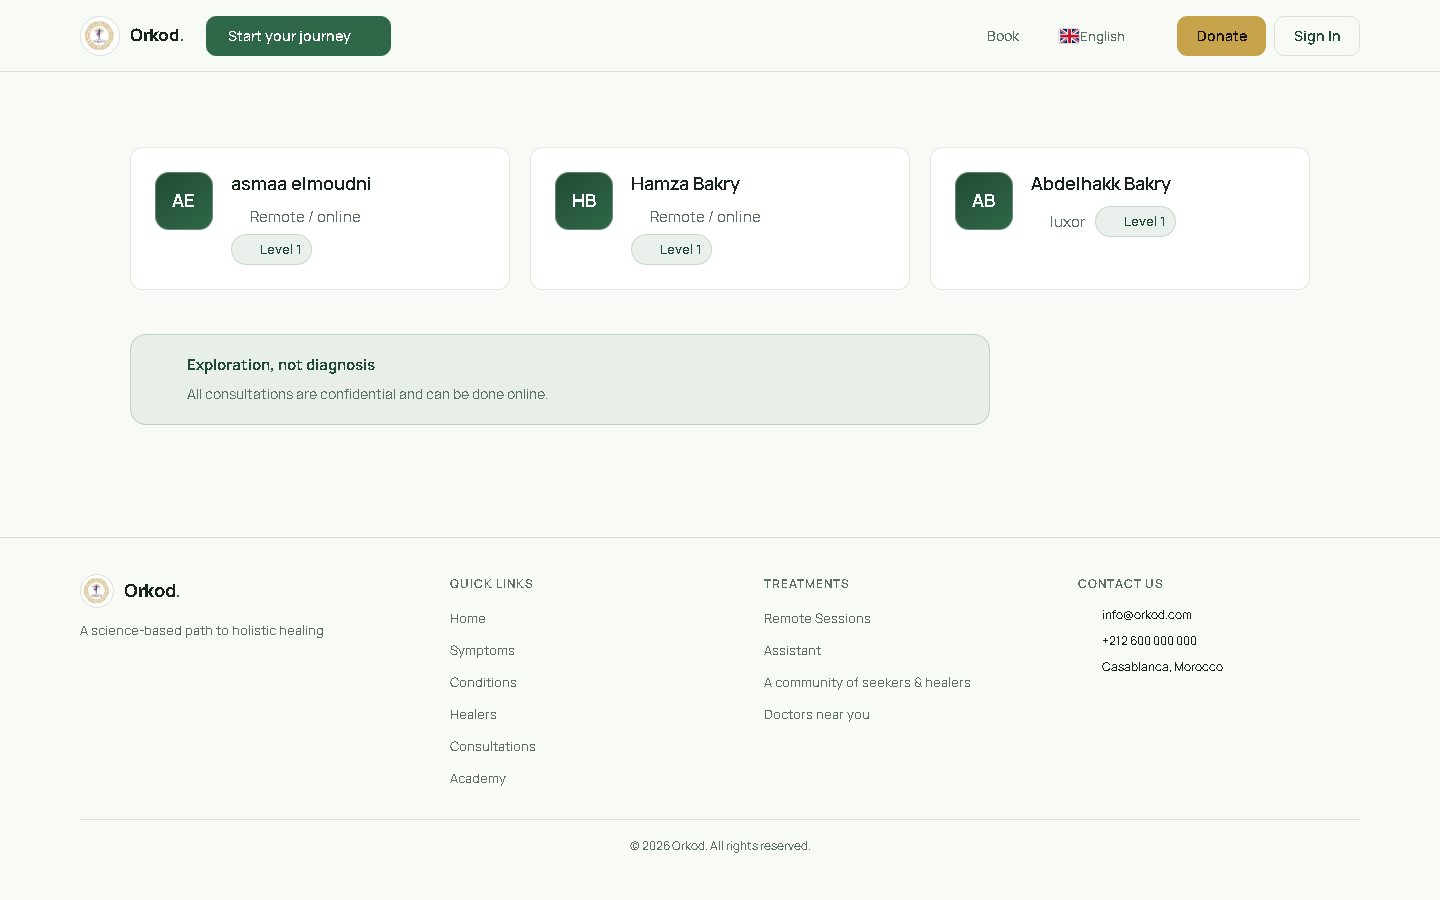 Orkod.
Start your journey
Book
English
Donate
Sign In
AE
asmaa elmoudni
Remote / online
Level 1
HB
Hamza Bakry
Remote / online
Level 1
AB
Abdelhakk Bakry
luxor
Level 1
Exploration, not diagnosis
All consultations are confidential and can be done online.
Orkod.
A science-based path to holistic healing
QUICK LINKS
Home
Symptoms
Conditions
Healers
Consultations
Academy
TREATMENTS
Remote Sessions
Assistant
A community of seekers & healers
Doctors near you
CONTACT US
info@orkod.com
+212 600 000 000
Casablanca, Morocco
© 2026 Orkod. All rights reserved.